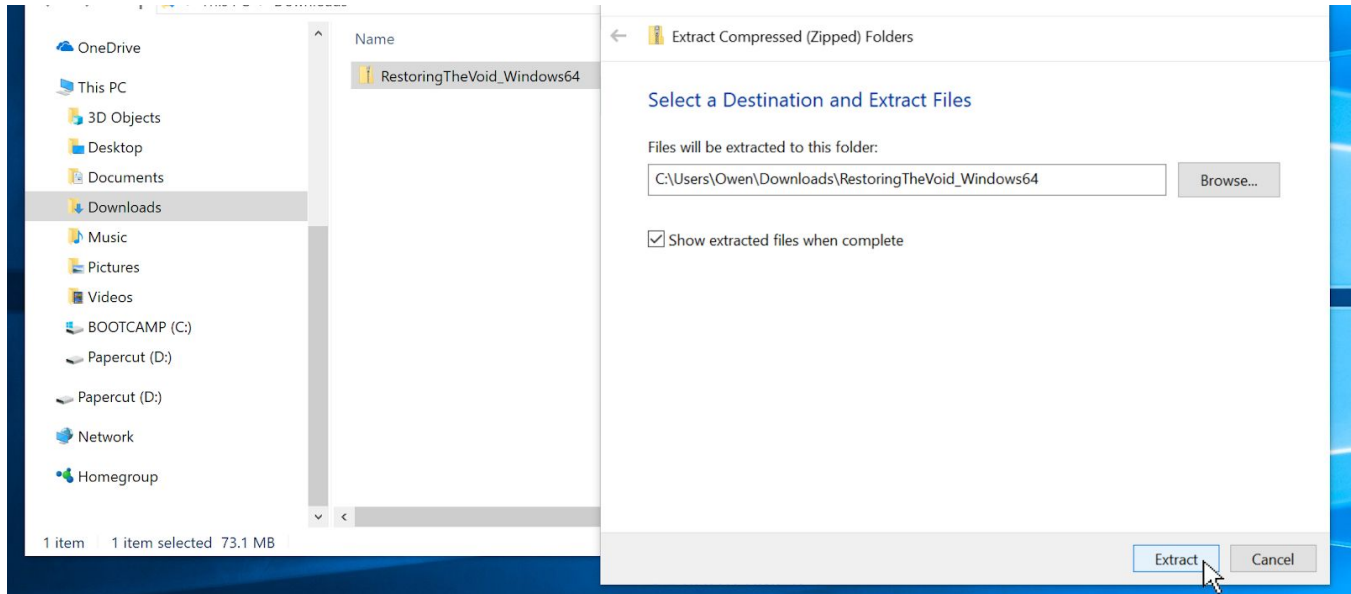 OneDrive
This PC
3D Objects
Desktop
Documents
Downloads
Music
Pictures
Videos
BOOTCAMP (C:)
Papercut (D:)
Papercut (D:)
Network
Homegroup
1 item 1 item selected 73.1 MB
Name
RestoringTheVoid_Windows64
Extract Compressed (Zipped) Folders
Select a Destination and Extract Files
Files will be extracted to this folder:
C:\Users\Owen\Downloads\RestoringTheVoid_Windows64
Browse...
Show extracted files when complete
Extract
Cancel